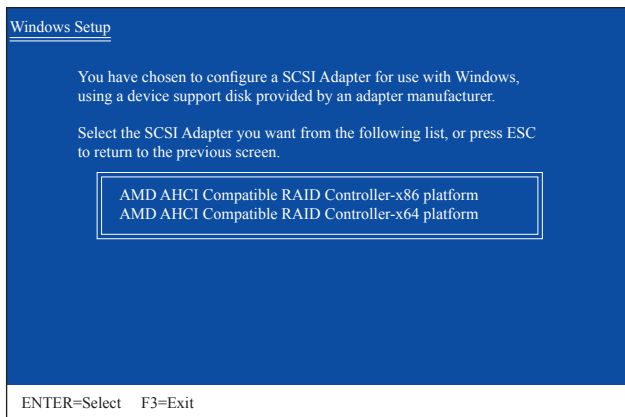 Windows Setup
You have chosen to configure a SCSI Adapter for use with Windows,
using a device support disk provided by an adapter manufacturer.
Select the SCSI Adapter you want from the following list, or press ESC
to return to the previous screen.
AMD AHCI Compatible RAID Controller-x86 platform
AMD AHCI Compatible RAID Controller-x64 platform
ENTER=Select F3=Exit